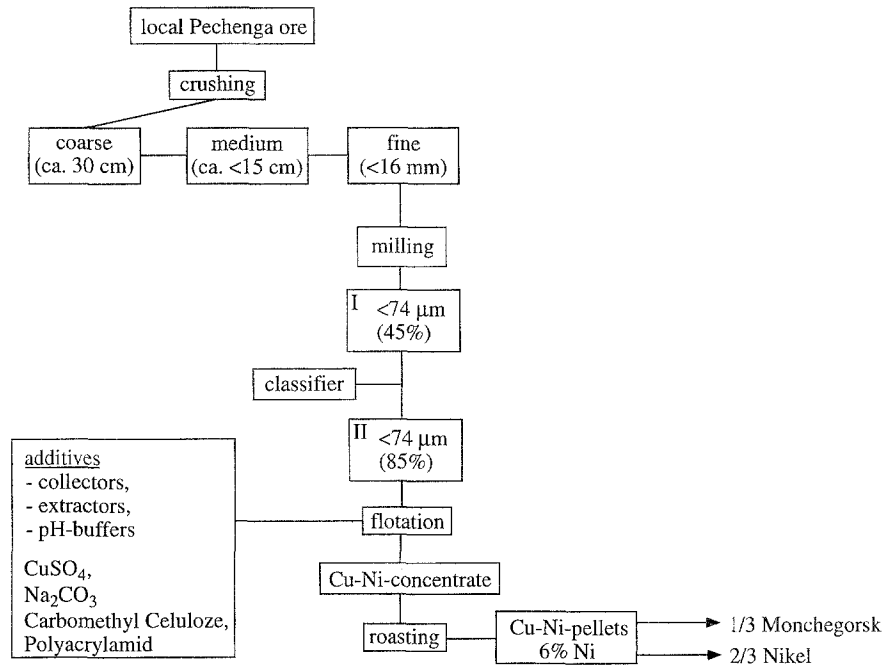 local Pechenga ore
crushing
coarse
(ca. 30 cm)
medium
(ca. <15 cm)
fine
(<16 mm)
milling
I <74 µm
(45%)
classifier
II <74 µm
(85%)
additives
- collectors,
- extractors,
- pH-buffers
CuSO₄,
Na₂CO₃
Carbomethyl Celuloze,
Polyacrylamid
flotation
Cu-Ni-concentrate
roasting
Cu-Ni-pellets
6% Ni
1/3 Monchegorsk
2/3 Nikel